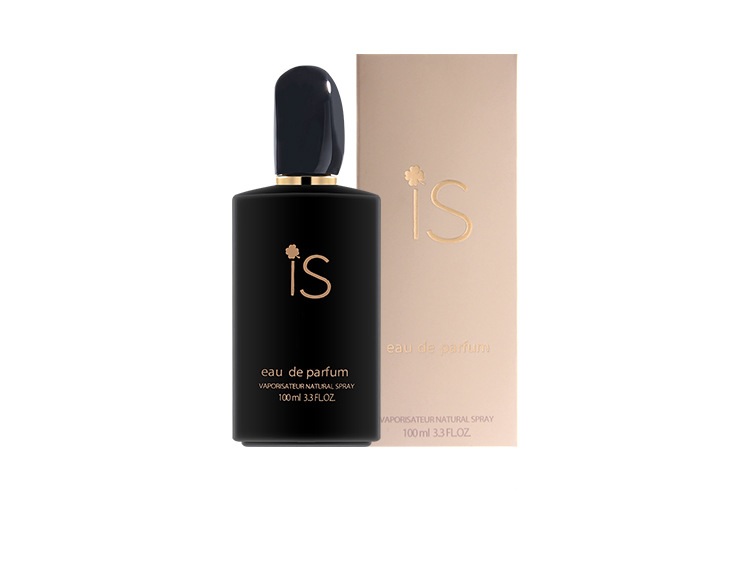 iS
eau de parfum
VAPORISATEUR NATURAL SPRAY
100 ml 3.3 FL.OZ.
iS
eau de parfum
VAPORISATEUR NATURAL SPRAY
100 ml 3.3 FL.OZ.